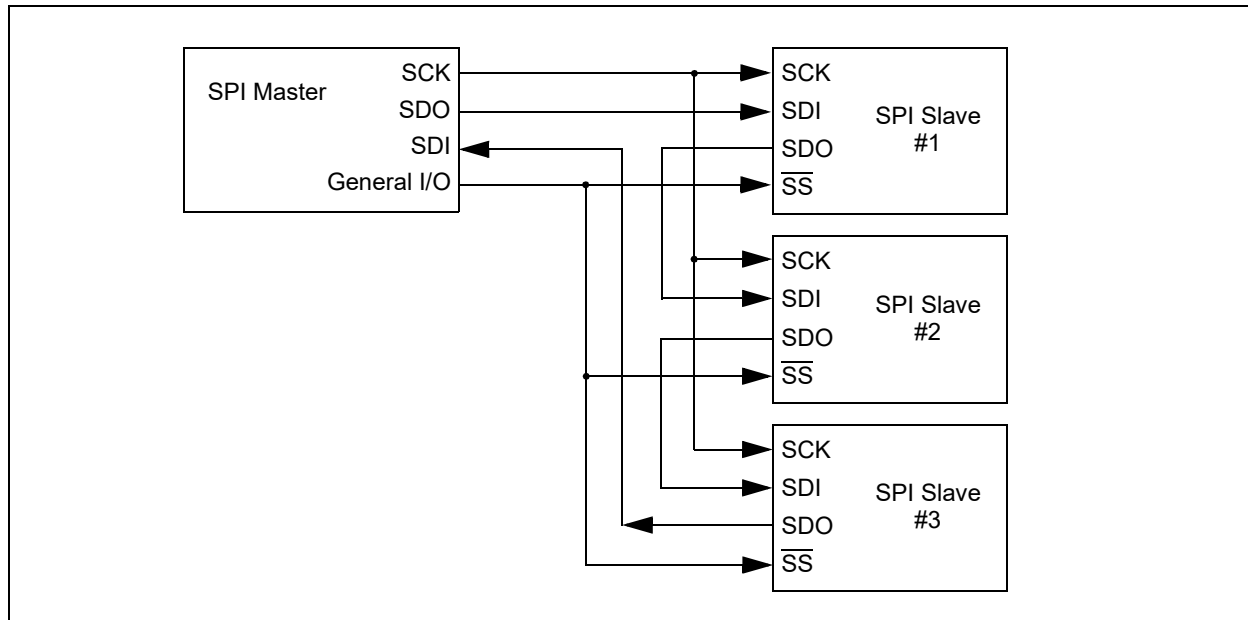 SPI Master
SCK
SDO
SDI
General I/O
SCK
SDI
SDO
SS
SPI Slave
#1
SCK
SDI
SDO
SS
SPI Slave
#2
SCK
SDI
SDO
SS
SPI Slave
#3